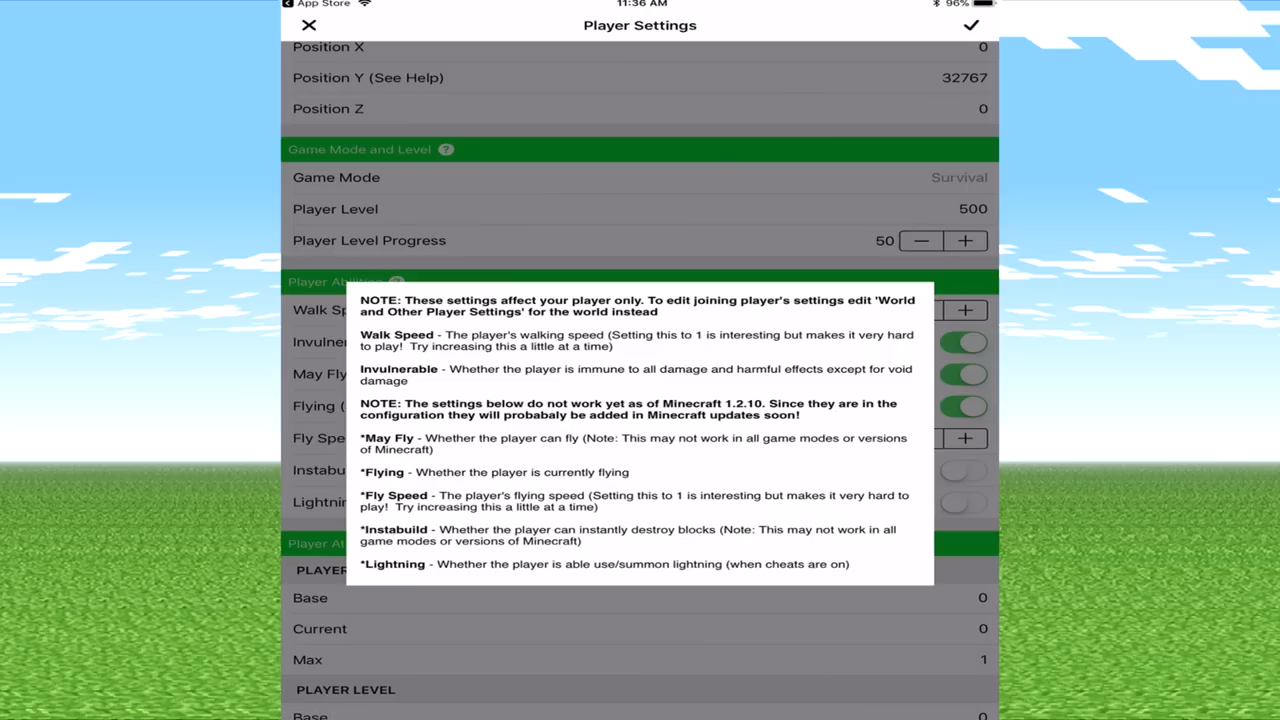 App Store
11:36 AM
96%
Player Settings
Position X
0
Position Y (See Help)
32767
Position Z
0
Game Mode and Level ?
Game Mode
Survival
Player Level
500
Player Level Progress
50 — +
Player Abi
Walk Sp
+
Invulner
May Fly
Flying (
Fly Spe
+
Instabu
Lightnin
NOTE: These settings affect your player only. To edit joining player's settings edit 'World
and Other Player Settings' for the world instead
Walk Speed - The player's walking speed (Setting this to 1 is interesting but makes it very hard
to play! Try increasing this a little at a time)
Invulnerable - Whether the player is immune to all damage and harmful effects except for void
damage
NOTE: The settings below do not work yet as of Minecraft 1.2.10. Since they are in the
configuration they will probabaly be added in Minecraft updates soon!
*May Fly - Whether the player can fly (Note: This may not work in all game modes or versions
of Minecraft)
*Flying - Whether the player is currently flying
*Fly Speed - The player's flying speed (Setting this to 1 is interesting but makes it very hard to
play! Try increasing this a little at a time)
*Instabuild - Whether the player can instantly destroy blocks (Note: This may not work in all
game modes or versions of Minecraft)
*Lightning - Whether the player is able use/summon lightning (when cheats are on)
Player At
PLAYER
Base
0
Current
0
Max
1
PLAYER LEVEL
Base
0